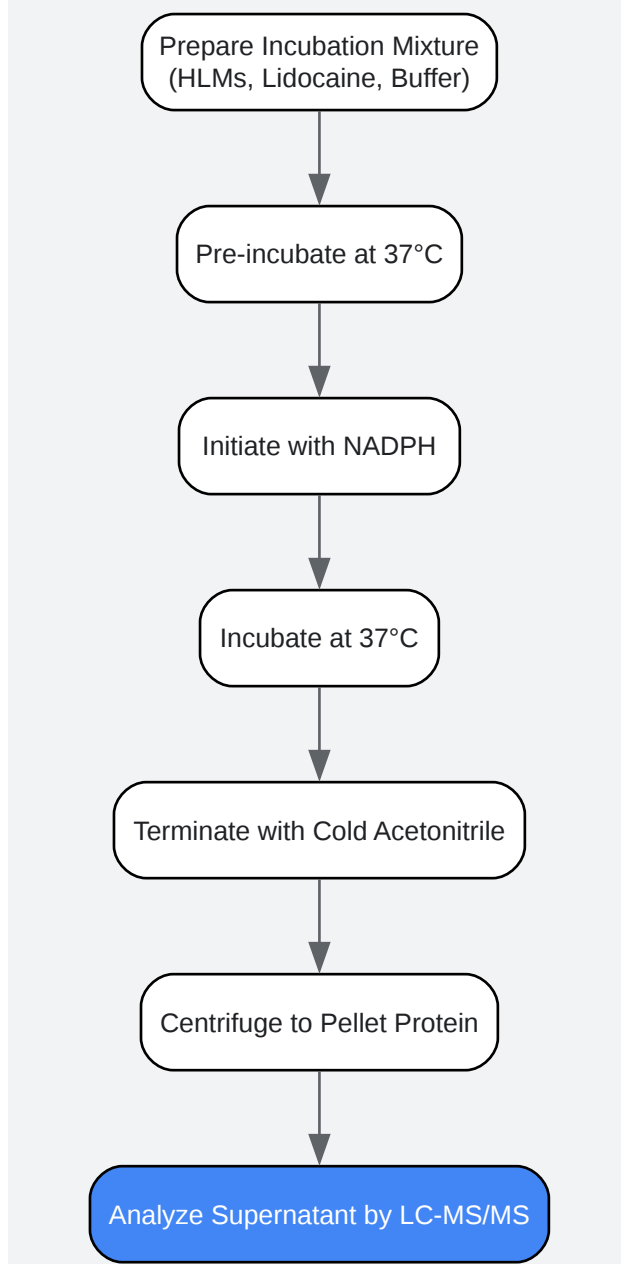 Prepare Incubation Mixture
(HLMs, Lidocaine, Buffer)
Pre-incubate at 37°C
Initiate with NADPH
Incubate at 37°C
Terminate with Cold Acetonitrile
Centrifuge to Pellet Protein
Analyze Supernatant by LC-MS/MS